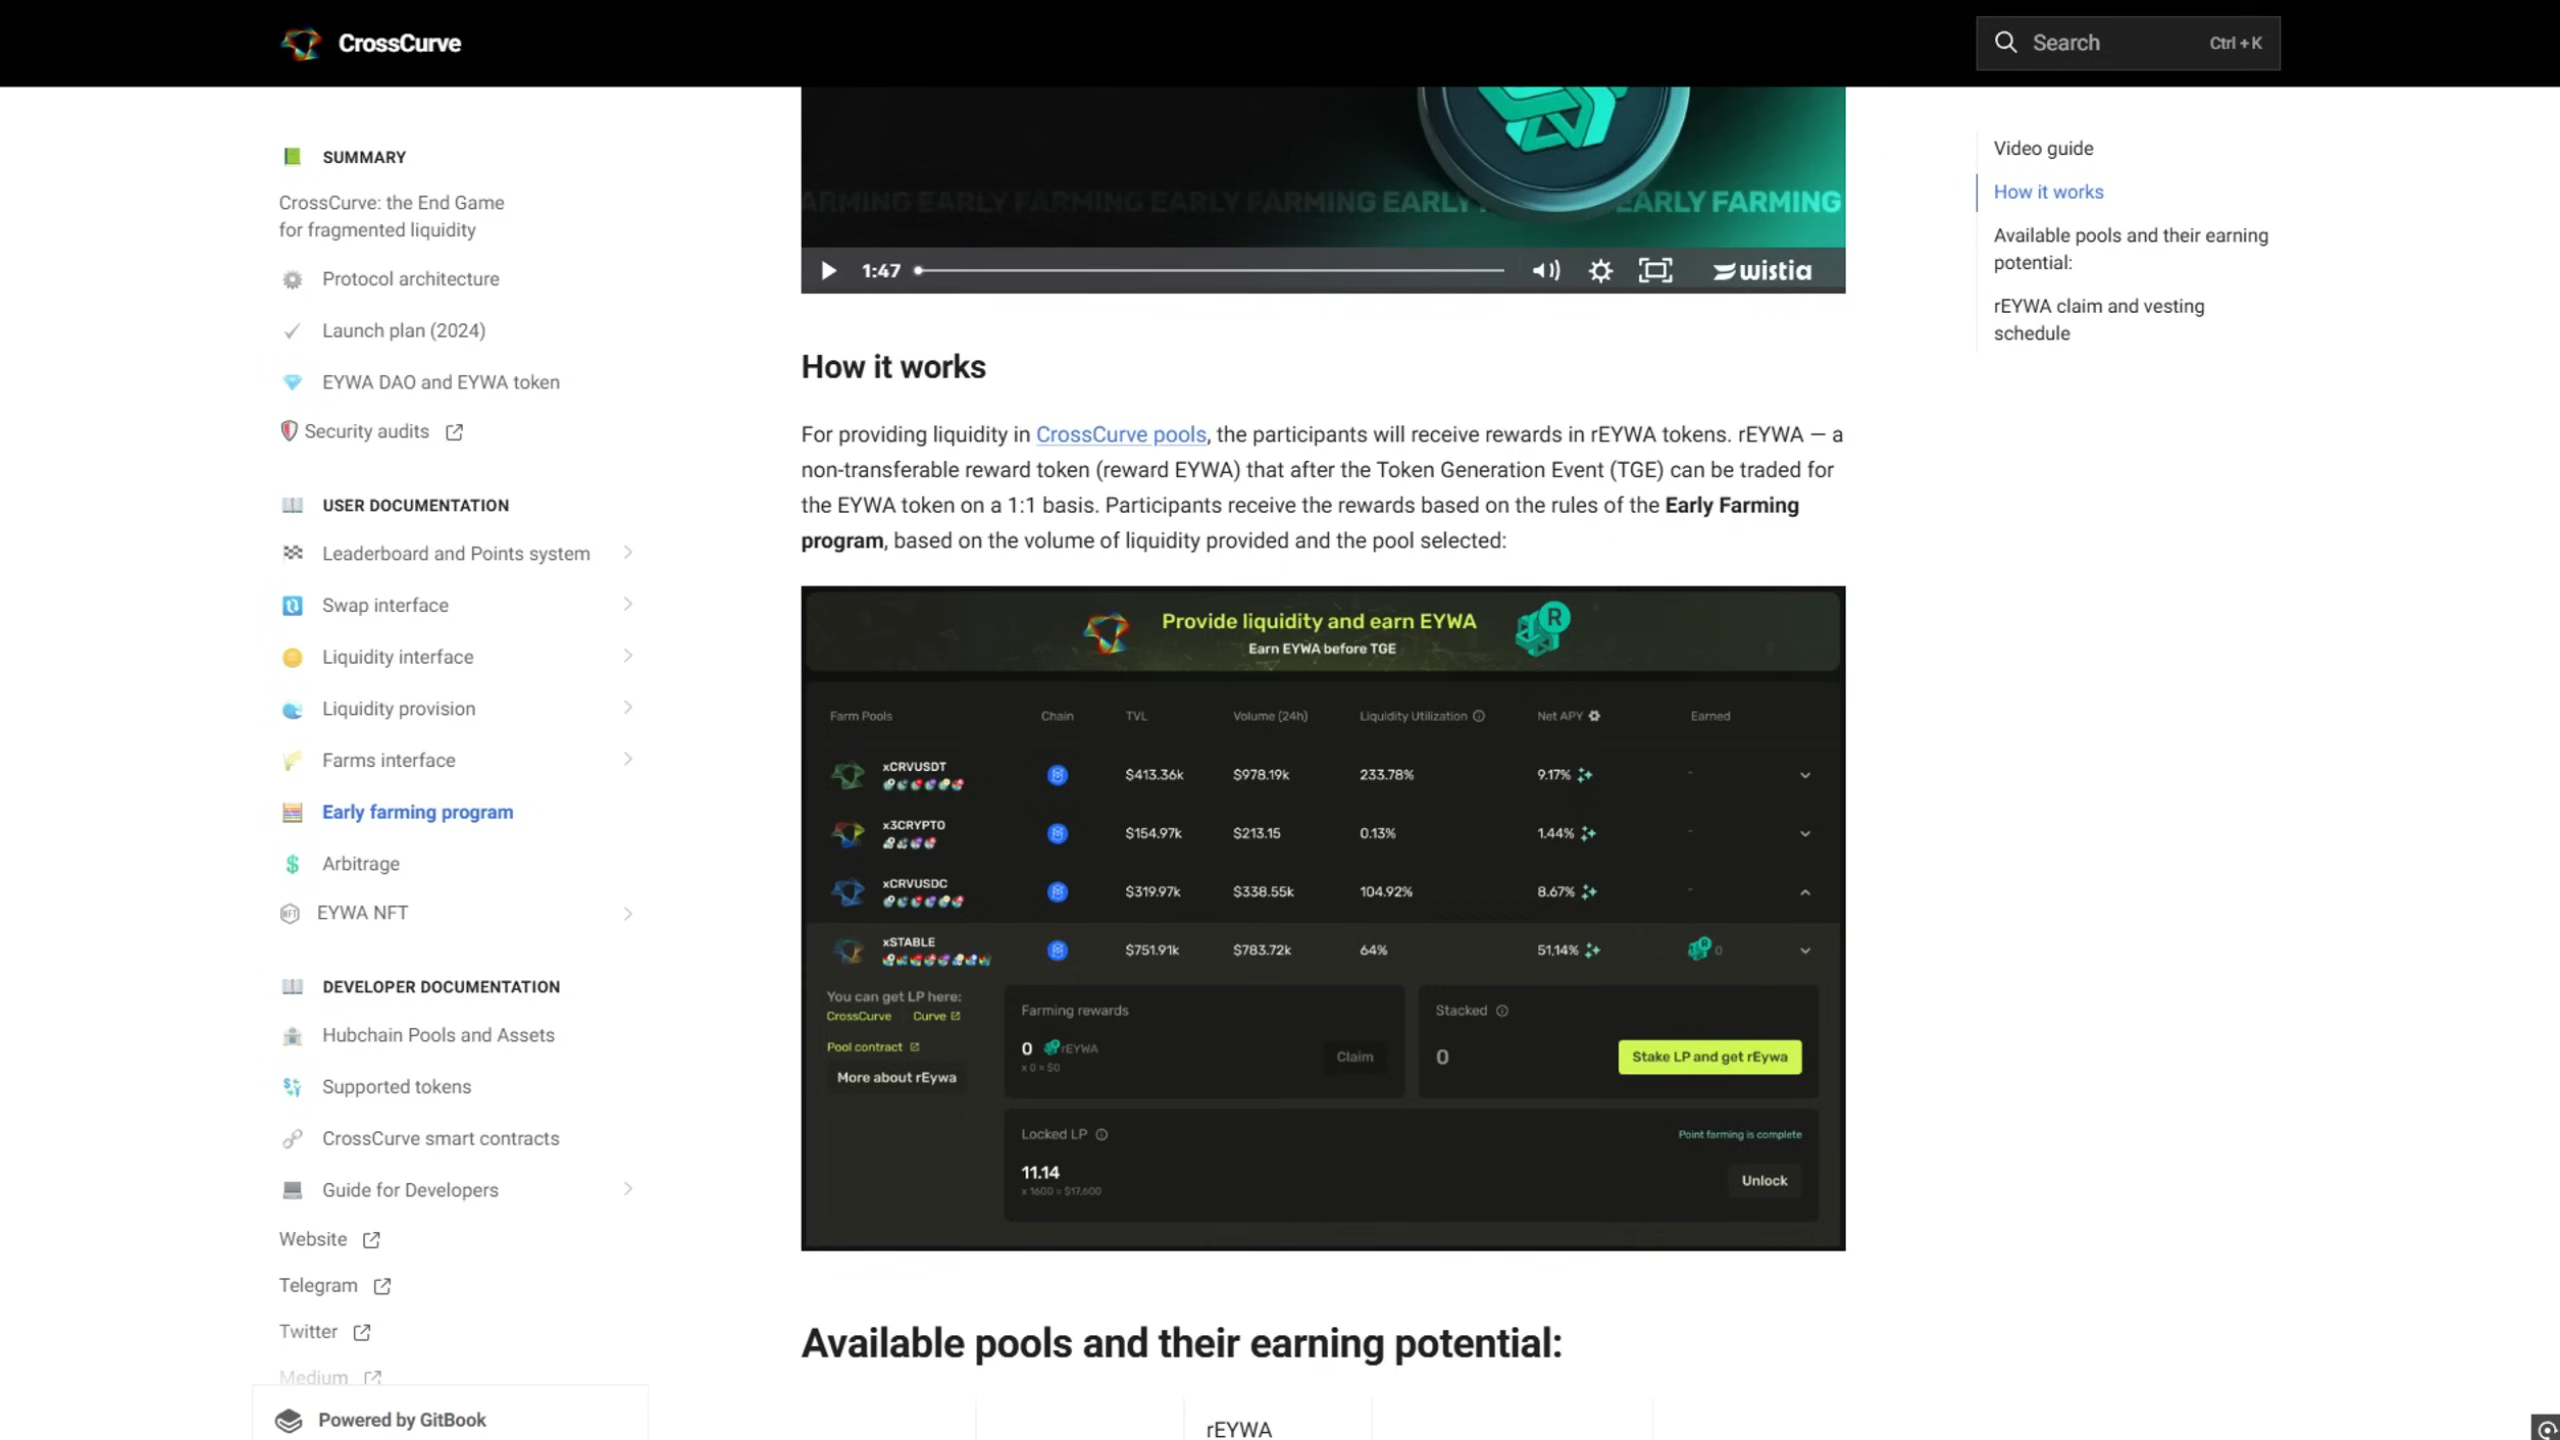 CrossCurve
Search
Ctrl + K
SUMMARY
CrossCurve: the End Game
for fragmented liquidity
Protocol architecture
Launch plan (2024)
EYWA DAO and EYWA token
Security audits
USER DOCUMENTATION
Leaderboard and Points system
Swap interface
Liquidity interface
Liquidity provision
Farms interface
Early farming program
Arbitrage
EYWA NFT
DEVELOPER DOCUMENTATION
Hubchain Pools and Assets
Supported tokens
CrossCurve smart contracts
Guide for Developers
Website
Telegram
Twitter
Medium
Powered by GitBook
ARMING EARLY FARMING EARLY FARMING EARLY EARLY FARMING
1:47
wistia
How it works
For providing liquidity in CrossCurve pools, the participants will receive rewards in rEYWA tokens. rEYWA — a
non-transferable reward token (reward EYWA) that after the Token Generation Event (TGE) can be traded for
the EYWA token on a 1:1 basis. Participants receive the rewards based on the rules of the Early Farming
program, based on the volume of liquidity provided and the pool selected:
Provide liquidity and earn EYWA
Earn EYWA before TGE
R
Farm Pools Chain TVL Volume (24h) Liquidity Utilization Net APY Earned
xCRVUSDT $413.36k $978.19k 233.78% 9.17% -
x3CRYPTO $154.97k $213.15 0.13% 1.44% -
xCRVUSDC $319.97k $338.55k 104.92% 8.67% -
xSTABLE $751.91k $783.72k 64% 51,14% 0
You can get LP here:
CrossCurve Curve
Pool contract
More about rEywa
Farming rewards
0 rEYWA
x 0 = $0
Claim
Stacked
0
Stake LP and get rEywa
Locked LP
Point farming is complete
11.14
x 1600 = $17,600
Unlock
Available pools and their earning potential:
rEYWA
Video guide
How it works
Available pools and their earning
potential:
rEYWA claim and vesting
schedule